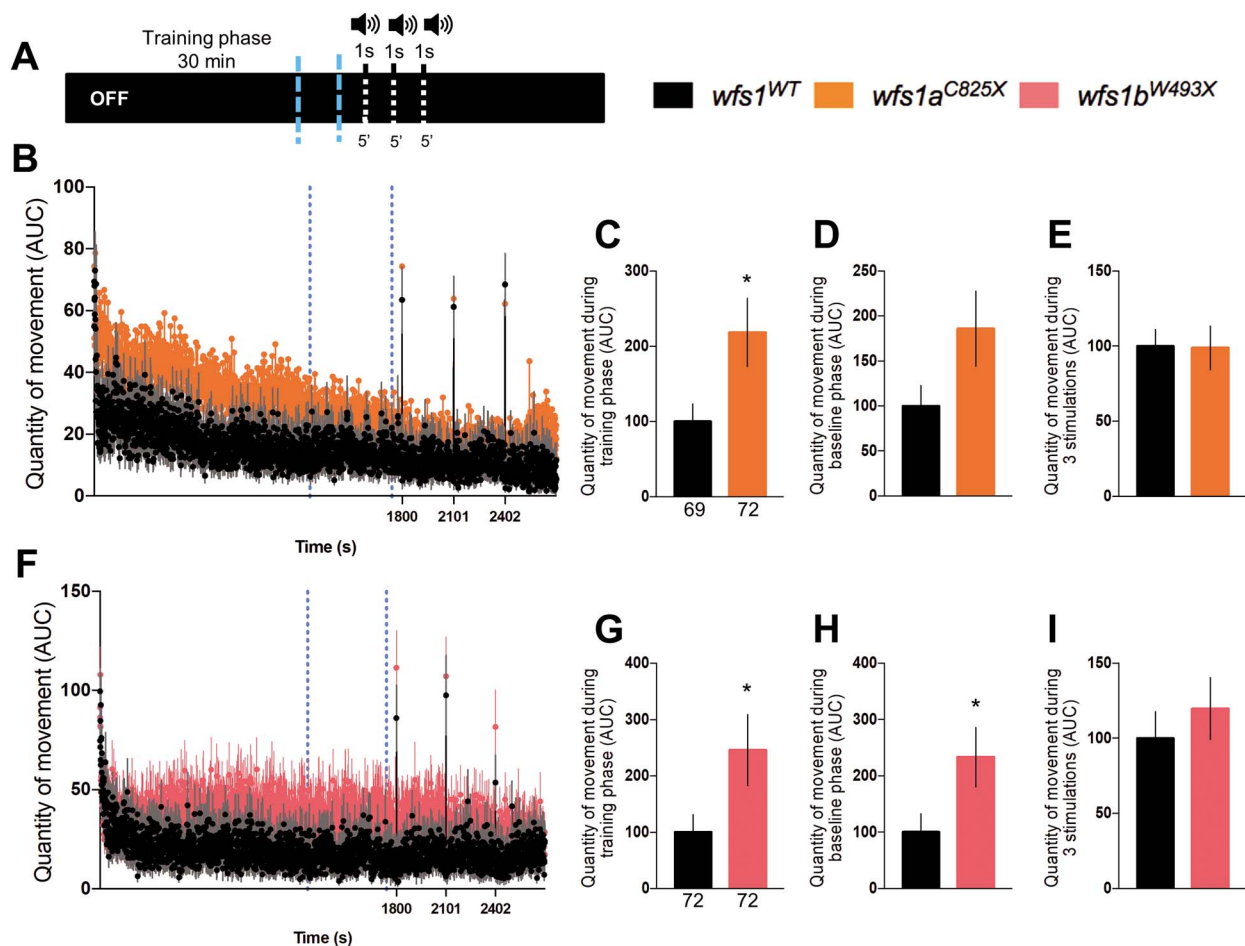 A
Training phase
30 min
1s 1s 1s
OFF
5' 5' 5'
wfs1WT wfs1aC825X wfs1bW493X
B
Quantity of movement (AUC)
100
80
60
40
20
0
1800 2101 2402
Time (s)
C
Quantity of movement during
training phase (AUC)
300
200
100
0
*
69 72
D
Quantity of movement during
baseline phase (AUC)
250
200
150
100
50
0
E
Quantity of movement during
3 stimulations (AUC)
150
100
50
0
F
Quantity of movement (AUC)
150
100
50
0
1800 2101 2402
Time (s)
G
Quantity of movement during
training phase (AUC)
400
300
200
100
0
*
72 72
H
Quantity of movement during
baseline phase (AUC)
400
300
200
100
0
*
I
Quantity of movement during
3 stimulations (AUC)
150
100
50
0